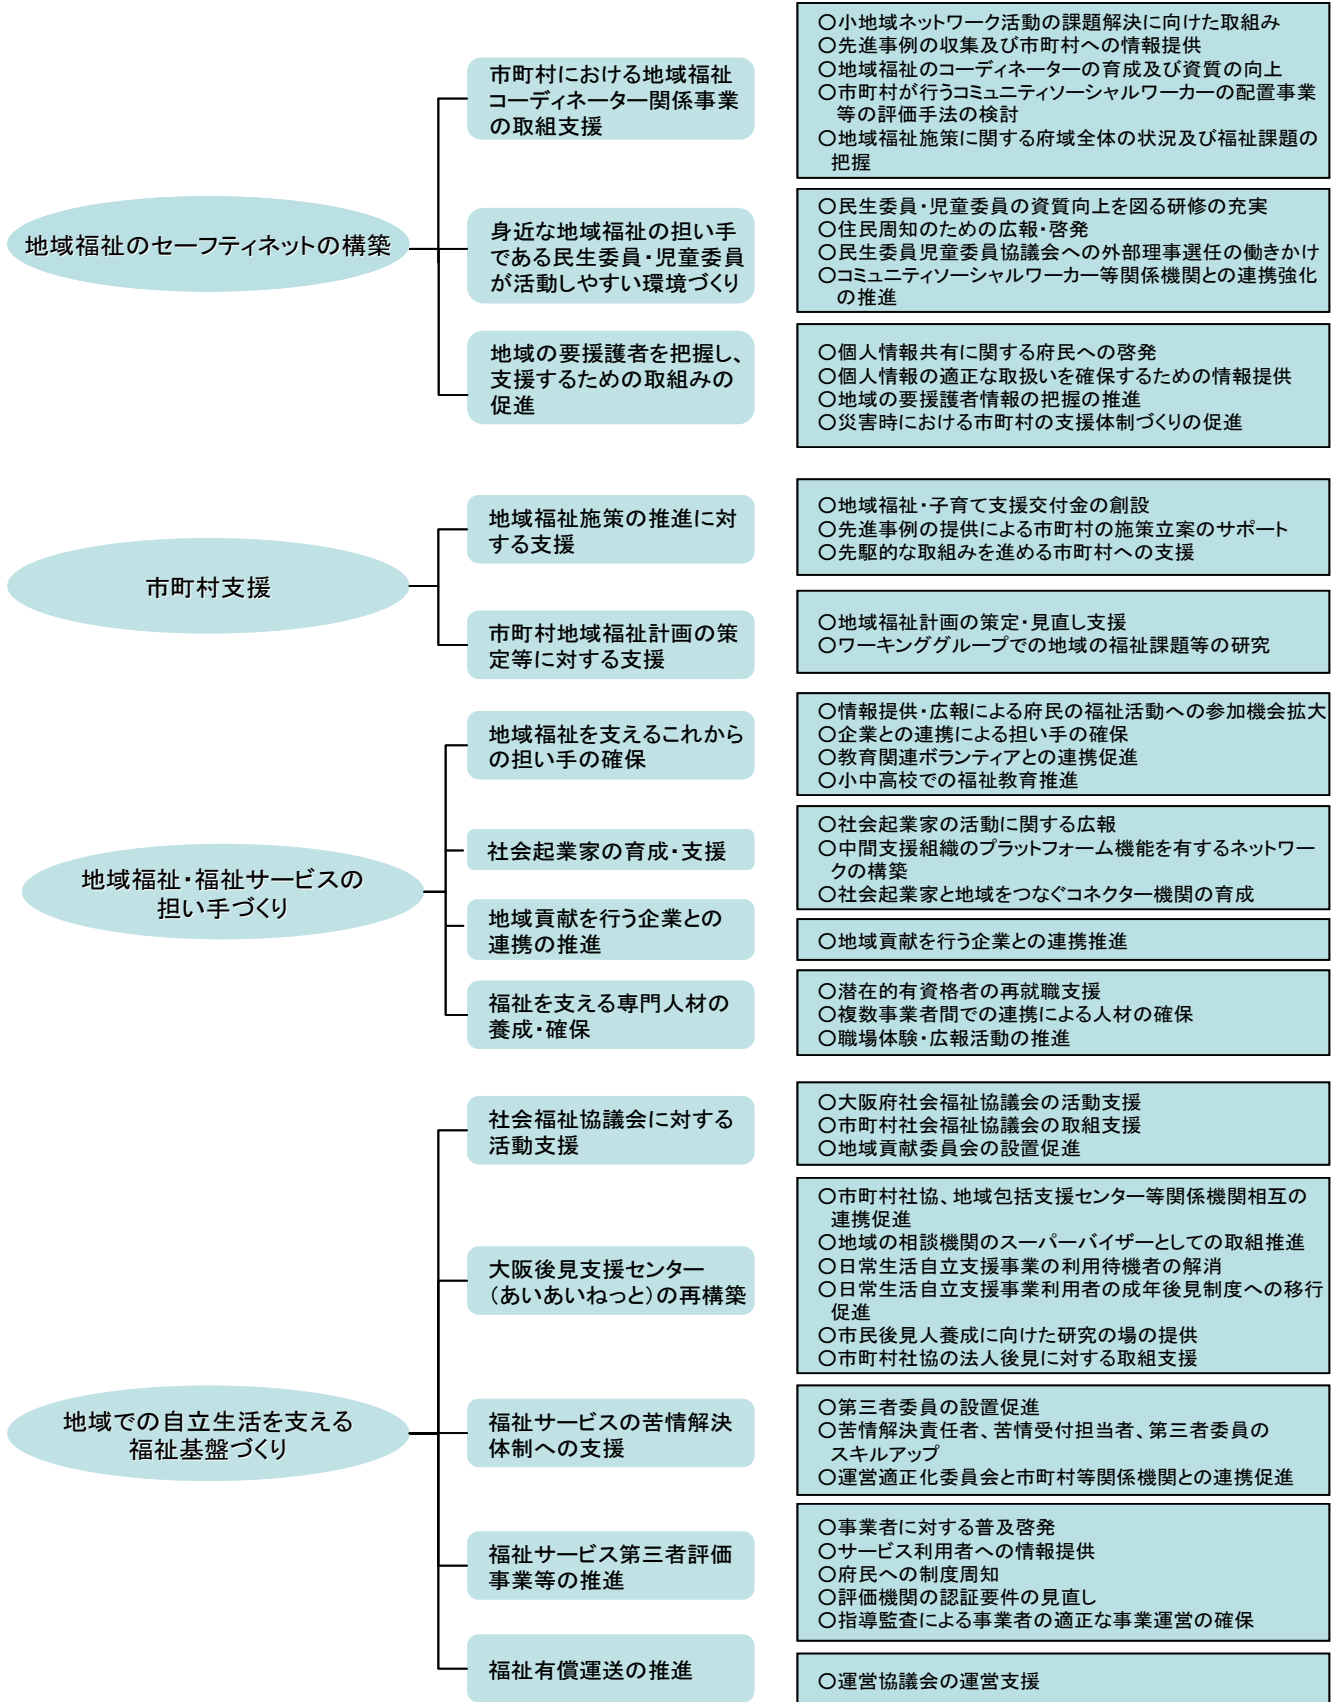 地域福祉のセーフティネットの構築
市町村における地域福祉
コーディネーター関係事業
の取組支援
〇小地域ネットワーク活動の課題解決に向けた取組み
〇先進事例の収集及び市町村への情報提供
〇地域福祉のコーディネーターの育成及び資質の向上
〇市町村が行うコミュニティソーシャルワーカーの配置事業
等の評価手法の検討
〇地域福祉施策に関する府域全体の状況及び福祉課題の
把握
身近な地域福祉の担い手
である民生委員・児童委員
が活動しやすい環境づくり
〇民生委員・児童委員の資質向上を図る研修の充実
〇住民周知のための広報・啓発
〇民生委員児童委員協議会への外部理事選任の働きかけ
〇コミュニティソーシャルワーカー等関係機関との連携強化
の推進
地域の要援護者を把握し、
支援するための取組みの
促進
〇個人情報共有に関する府民への啓発
〇個人情報の適正な取扱いを確保するための情報提供
〇地域の要援護者情報の把握の推進
〇災害時における市町村の支援体制づくりの促進
市町村支援
地域福祉施策の推進に対
する支援
〇地域福祉・子育て支援交付金の創設
〇先進事例の提供による市町村の施策立案のサポート
〇先駆的な取組みを進める市町村への支援
市町村地域福祉計画の策
定等に対する支援
〇地域福祉計画の策定・見直し支援
〇ワーキンググループでの地域の福祉課題等の研究
地域福祉・福祉サービスの
担い手づくり
地域福祉を支えるこれから
の担い手の確保
〇情報提供・広報による府民の福祉活動への参加機会拡大
〇企業との連携による担い手の確保
〇教育関連ボランティアとの連携促進
〇小中高校での福祉教育推進
社会起業家の育成・支援
〇社会起業家の活動に関する広報
〇中間支援組織のプラットフォーム機能を有するネットワー
クの構築
〇社会起業家と地域をつなぐコネクター機関の育成
地域貢献を行う企業との
連携の推進
〇地域貢献を行う企業との連携推進
福祉を支える専門人材の
養成・確保
〇潜在的有資格者の再就職支援
〇複数事業者間での連携による人材の確保
〇職場体験・広報活動の推進
地域での自立生活を支える
福祉基盤づくり
社会福祉協議会に対する
活動支援
〇大阪府社会福祉協議会の活動支援
〇市町村社会福祉協議会の取組支援
〇地域貢献委員会の設置促進
大阪後見支援センター
（あいあいねっと）の再構築
〇市町村社協、地域包括支援センター等関係機関相互の
連携促進
〇地域の相談機関のスーパーバイザーとしての取組推進
〇日常生活自立支援事業の利用待機者の解消
〇日常生活自立支援事業利用者の成年後見制度への移行
促進
〇市民後見人養成に向けた研究の場の提供
〇市町村社協の法人後見に対する取組支援
福祉サービスの苦情解決
体制への支援
〇第三者委員の設置促進
〇苦情解決責任者、苦情受付担当者、第三者委員の
スキルアップ
〇運営適正化委員会と市町村等関係機関との連携促進
福祉サービス第三者評価
事業等の推進
〇事業者に対する普及啓発
〇サービス利用者への情報提供
〇府民への制度周知
〇評価機関の認証要件の見直し
〇指導監査による事業者の適正な事業運営の確保
福祉有償運送の推進
〇運営協議会の運営支援